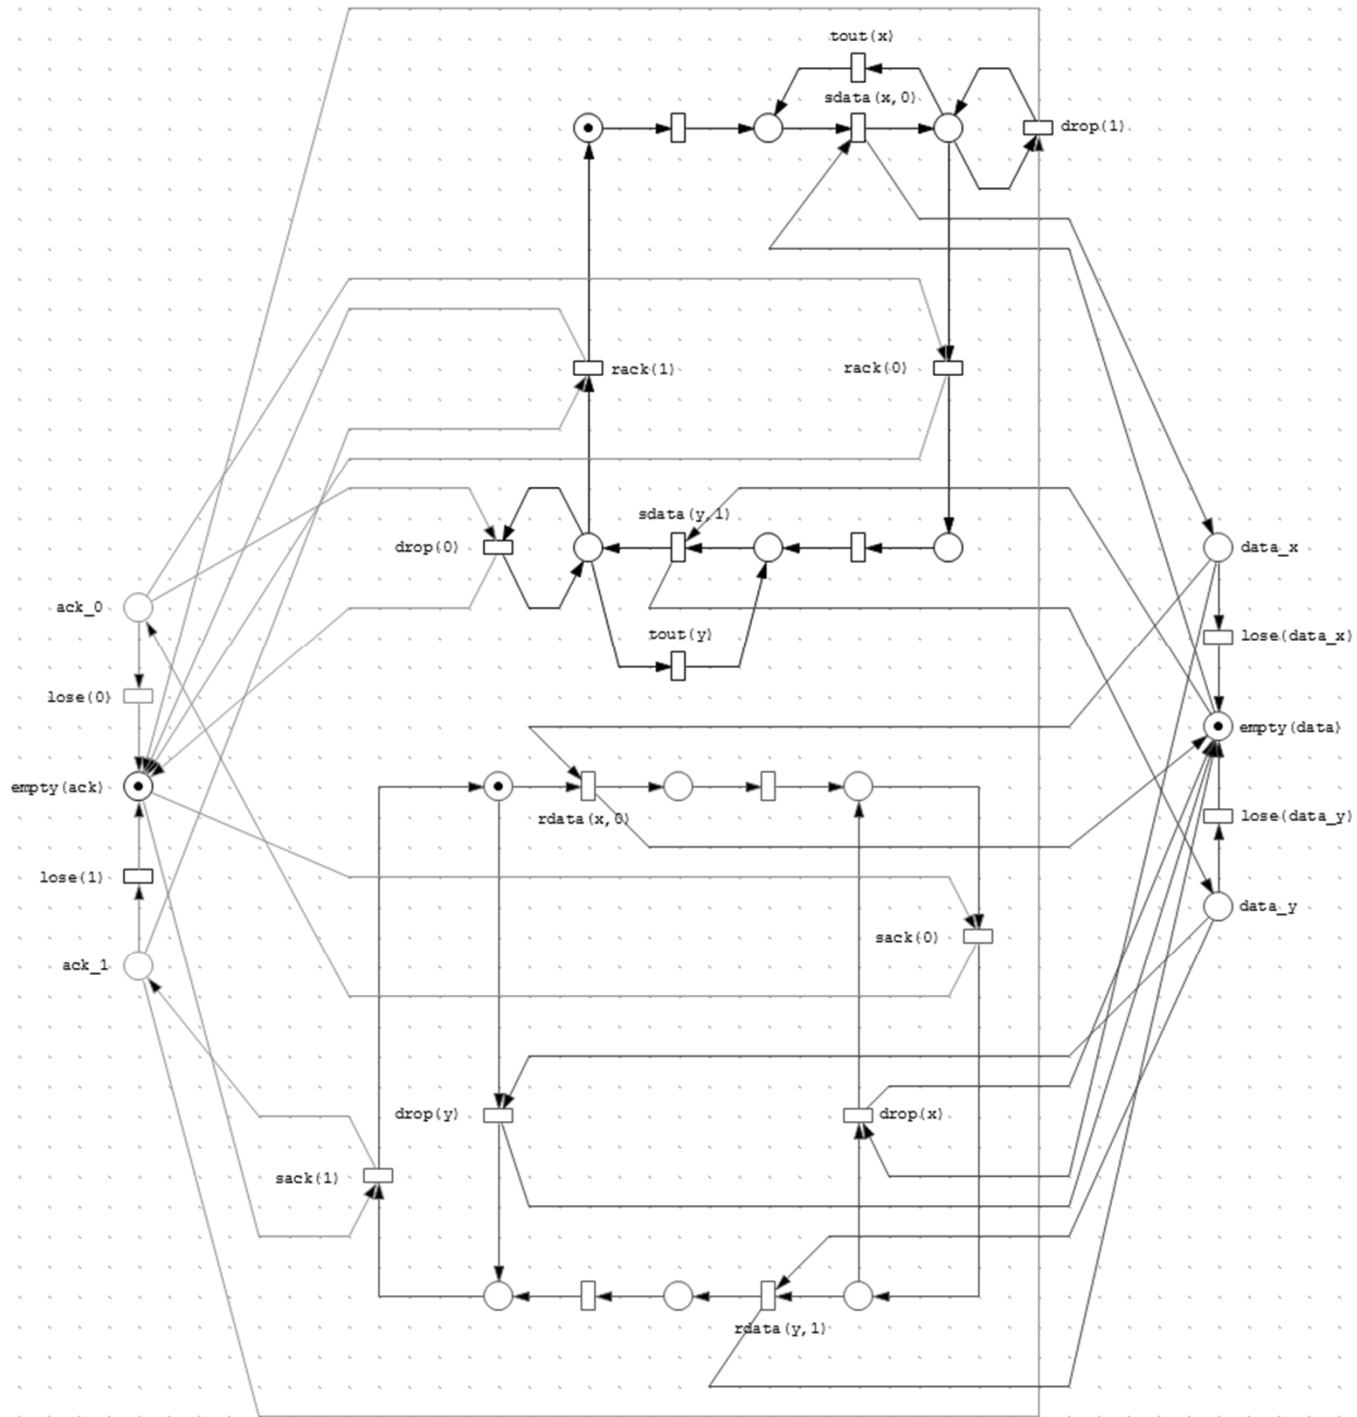 tout(x)
sdata(x,0)
drop(1)
rack(1)
rack(0)
sdata(y,1)
drop(0)
data_x
ack_0
tout(y)
lose(data_x)
lose(0)
empty(data)
empty(ack)
rdata(x,0)
lose(data_y)
lose(1)
data_y
sack(0)
ack_1
drop(y)
drop(x)
sack(1)
rdata(y,1)